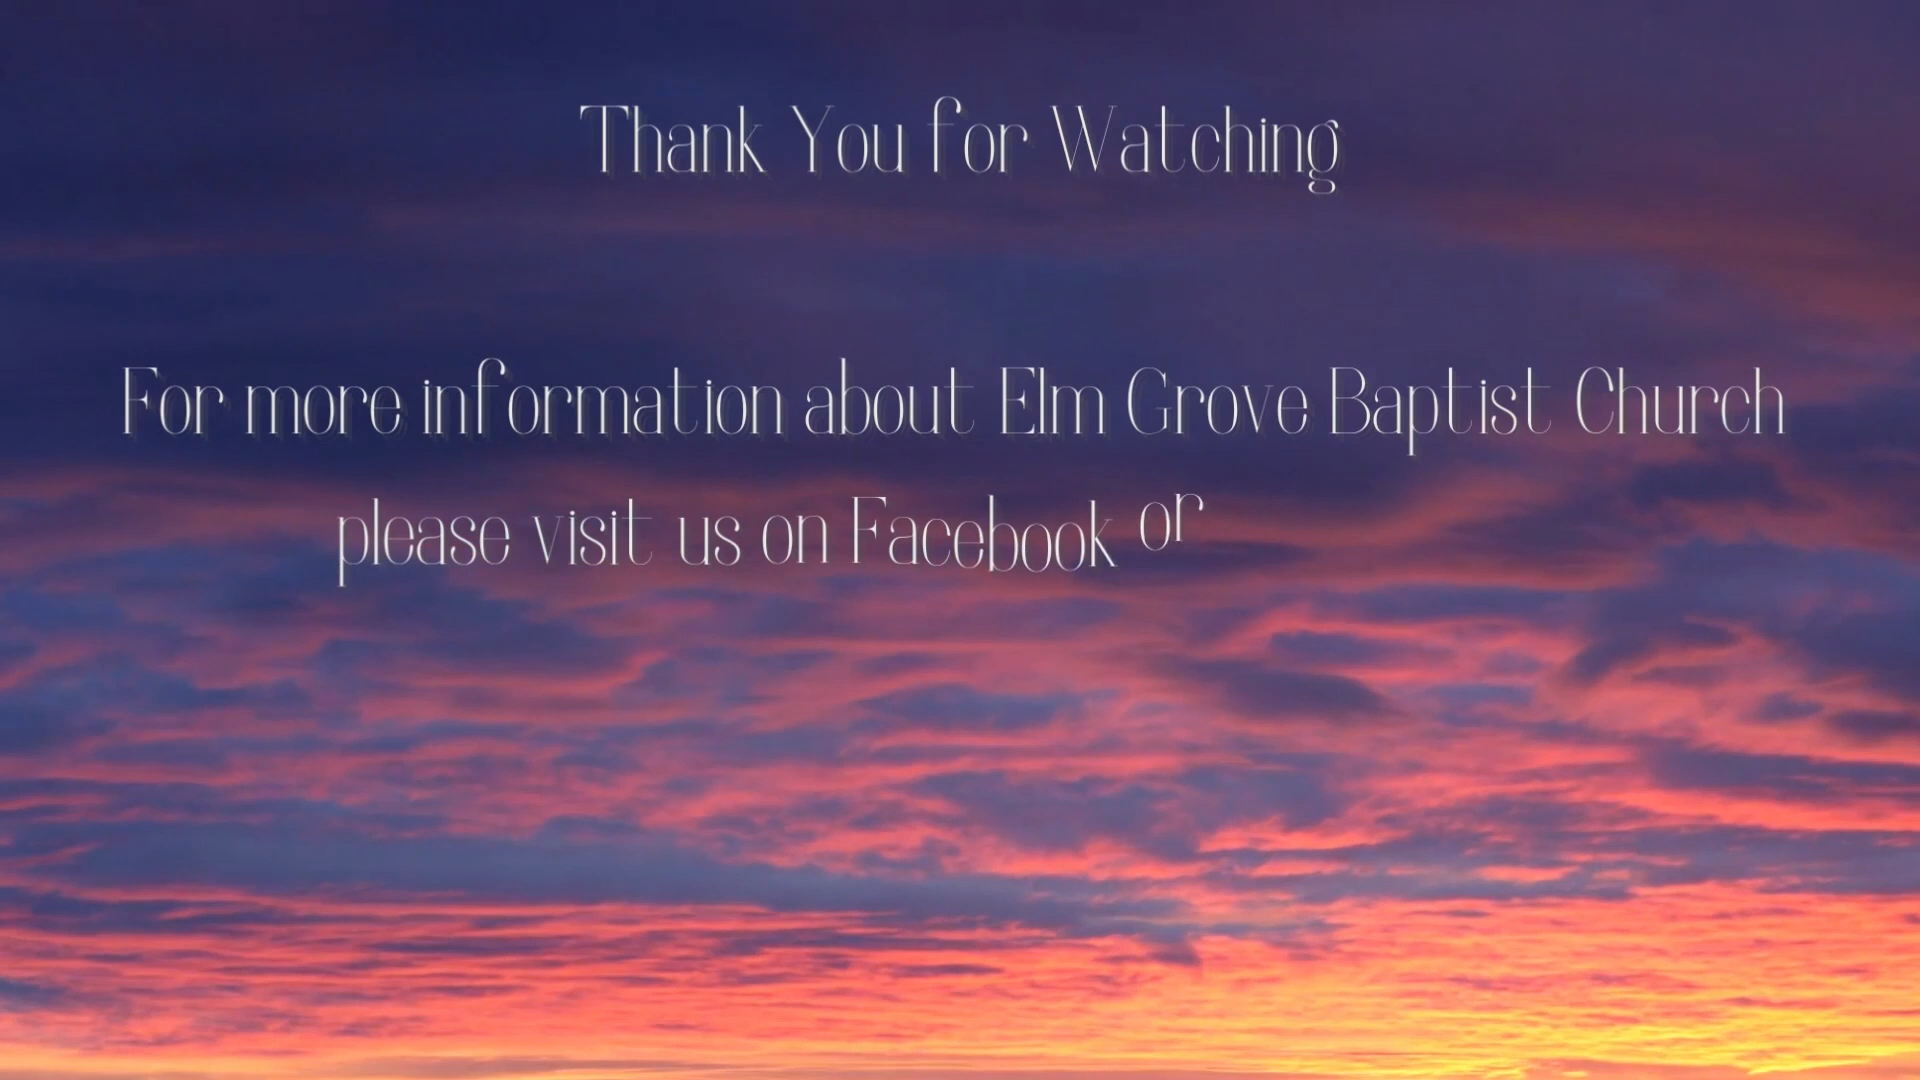 Thank You for Watching
For more information about Elm Grove Baptist Church
please visit us on Facebook or